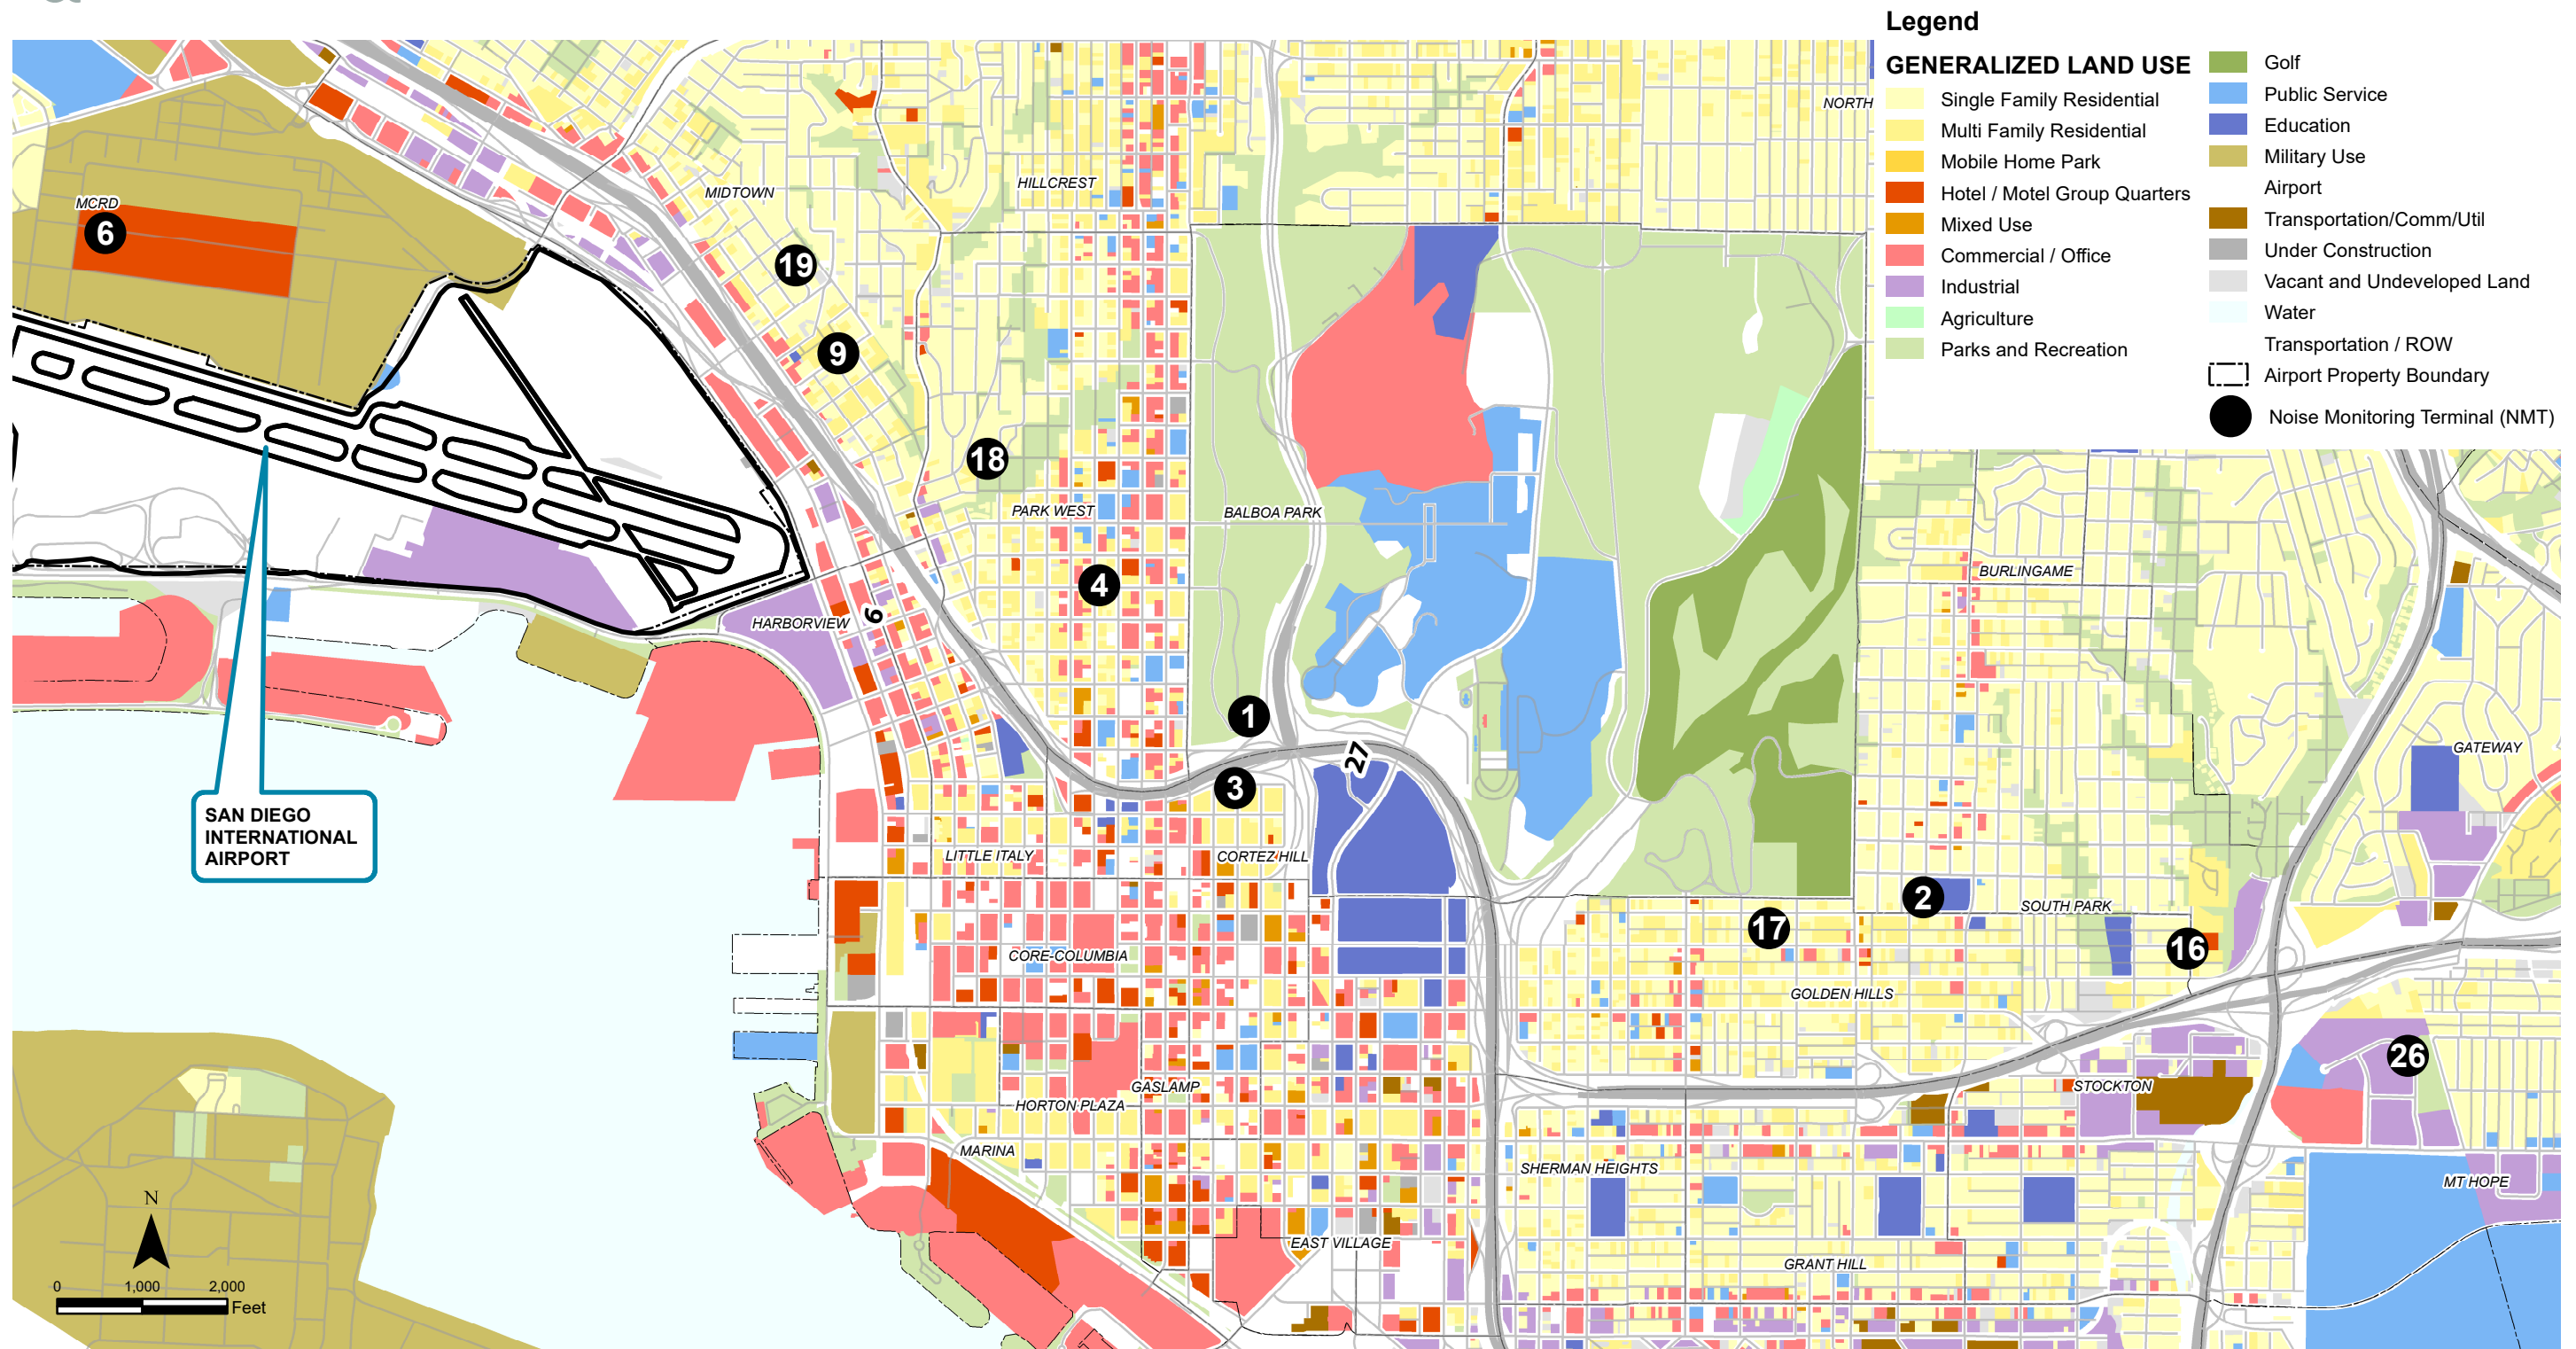 Legend
GENERALIZED LAND USE
Single Family Residential
Multi Family Residential
Mobile Home Park
Hotel / Motel Group Quarters
Mixed Use
Commercial / Office
Industrial
Agriculture
Parks and Recreation
Golf
Public Service
Education
Military Use
Airport
Transportation/Comm/Util
Under Construction
Vacant and Undeveloped Land
Water
Transportation / ROW
Airport Property Boundary
Noise Monitoring Terminal (NMT)
NORTH
MIDTOWN
HILLCREST
MCRD
6
19
9
18
PARK WEST
BALBOA PARK
4
BURLINGAME
HARBORVIEW
6
1
27
3
GATEWAY
SAN DIEGO
INTERNATIONAL
AIRPORT
LITTLE ITALY
CORTEZ HILL
2
SOUTH PARK
17
16
CORE-COLUMBIA
GOLDEN HILLS
26
GASLAMP
STOCKTON
HORTON PLAZA
MARINA
SHERMAN HEIGHTS
MT HOPE
N
EAST VILLAGE
GRANT HILL
0 1,000 2,000
Feet